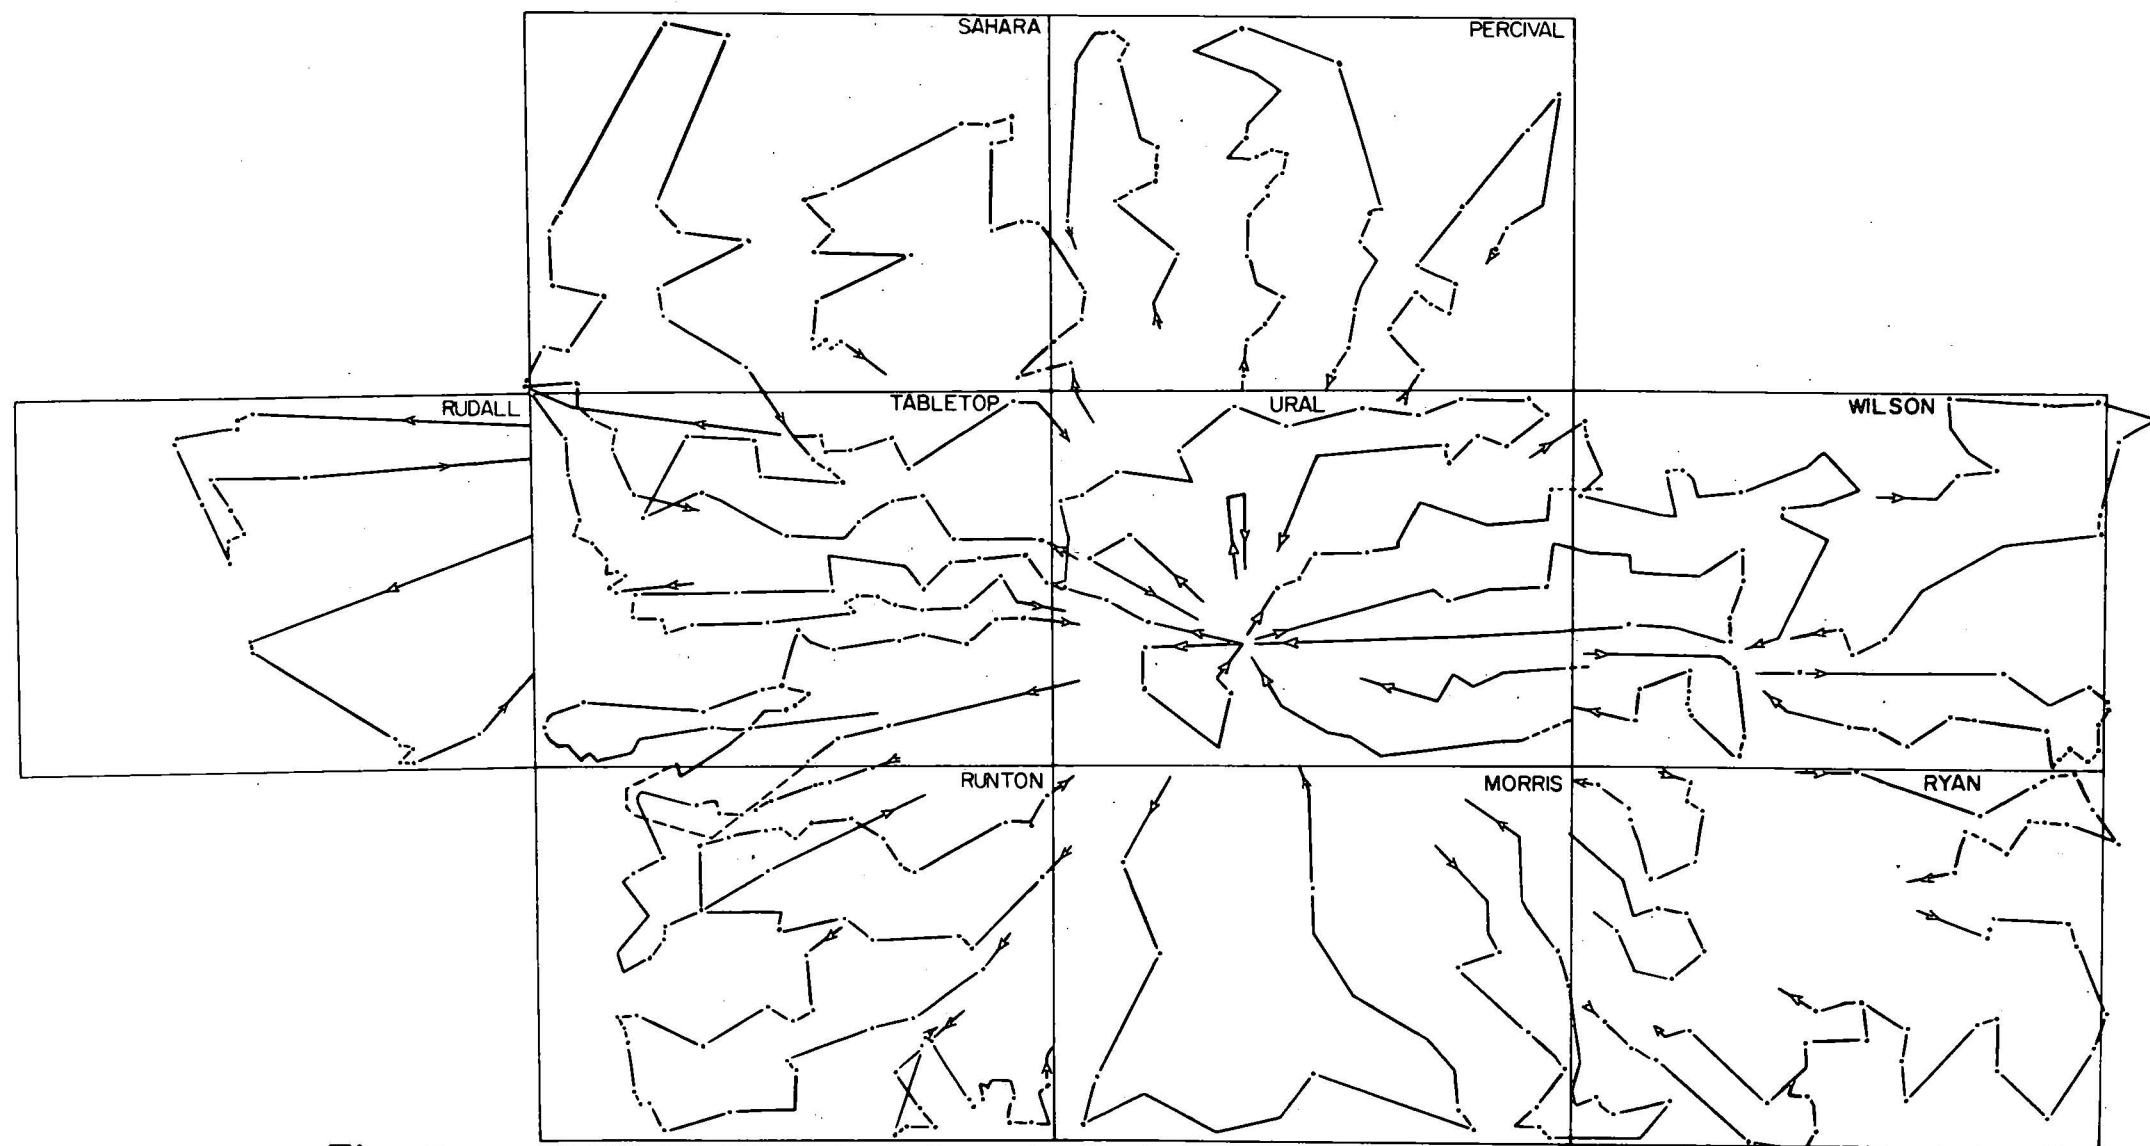 SAHARA
PERCIVAL
RUDALL
TABLETOP
URAL
WILSON
RUNTON
MORRIS
RYAN